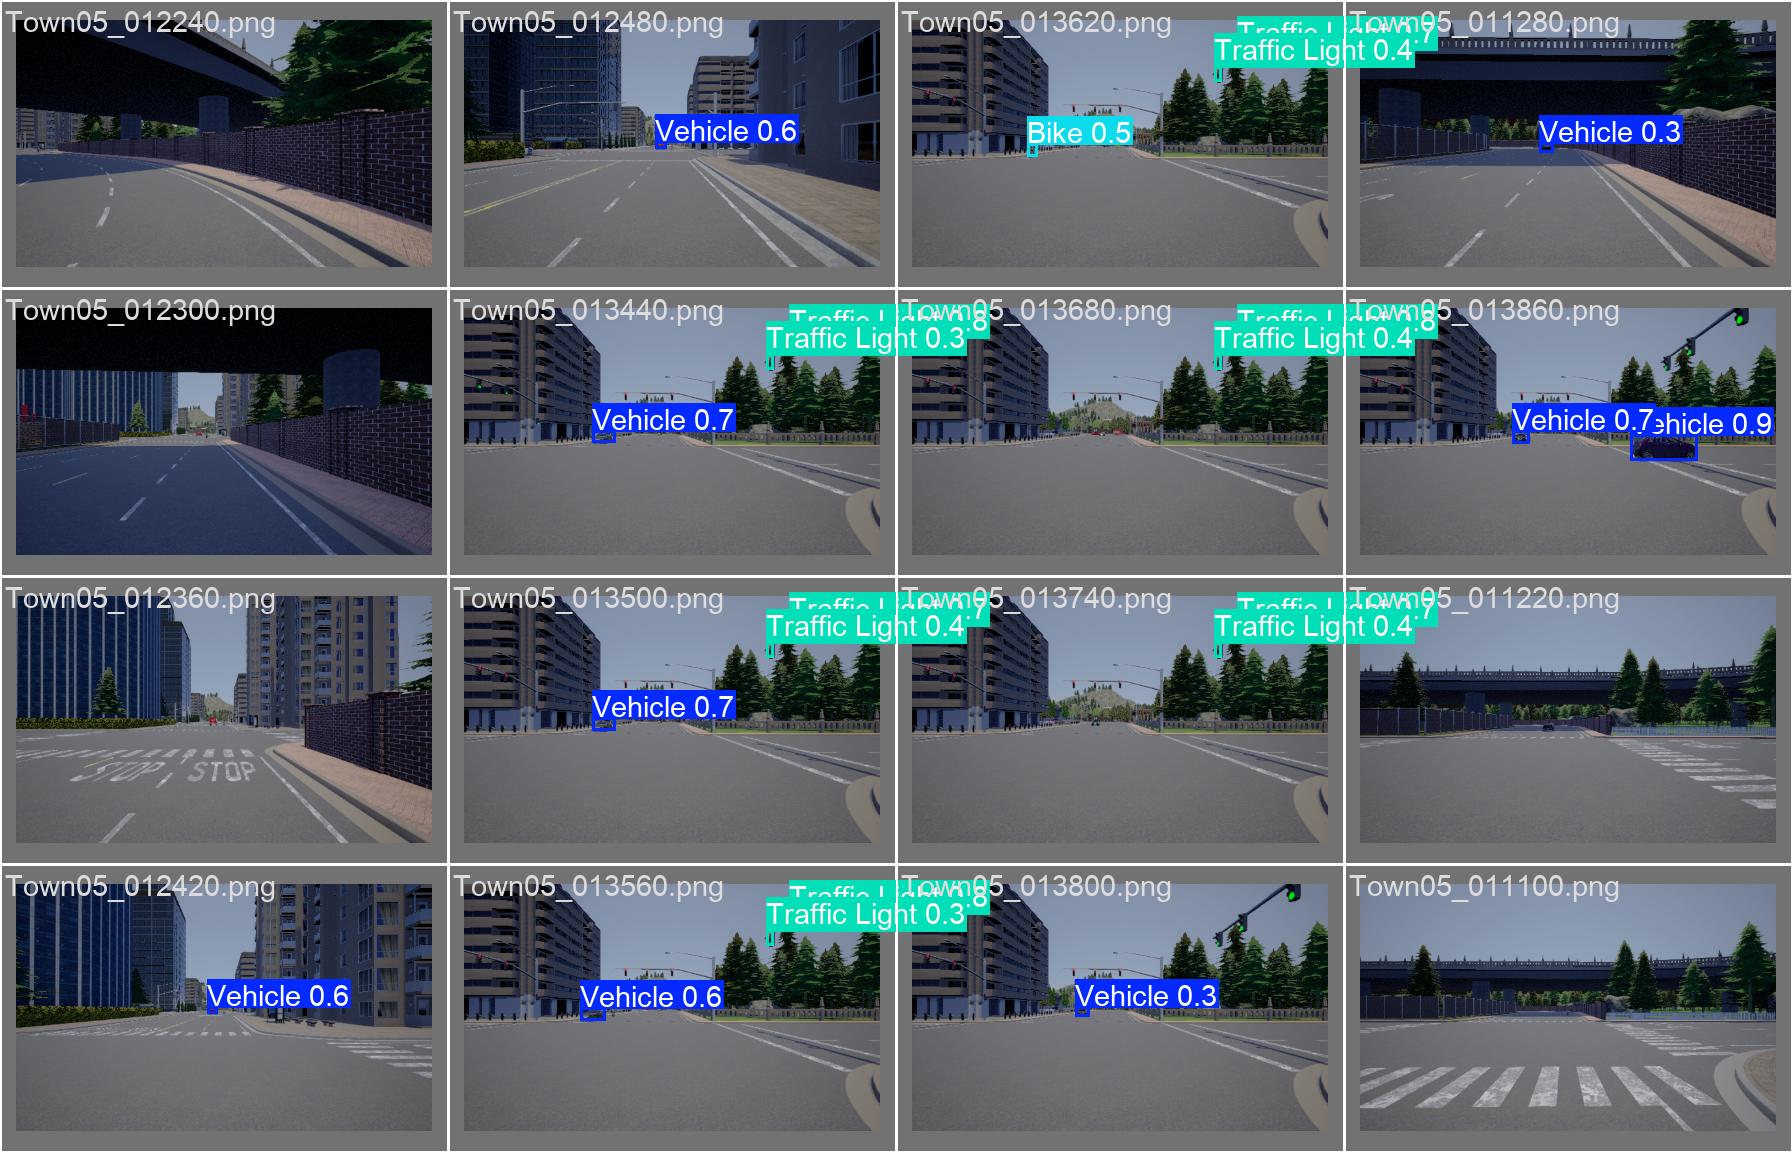 Town05_012240.png
Town05_012480.png
Vehicle 0.6
Town05_013620.png
Traffic Light 0.4
Bike 0.5
Town05_011280.png
Vehicle 0.3
Town05_012300.png
Town05_013440.png
Traffic Light 0.3
Vehicle 0.7
Town05_013680.png
Traffic Light 0.4
Town05_013860.png
Vehicle 0.7
ehicle 0.9
Town05_012360.png
STOP STOP
Town05_013500.png
Traffic Light 0.4
Vehicle 0.7
Town05_013740.png
Traffic Light 0.4
Town05_011220.png
Town05_012420.png
Vehicle 0.6
Town05_013560.png
Traffic Light 0.3
Vehicle 0.6
Town05_013800.png
Vehicle 0.3
Town05_011100.png